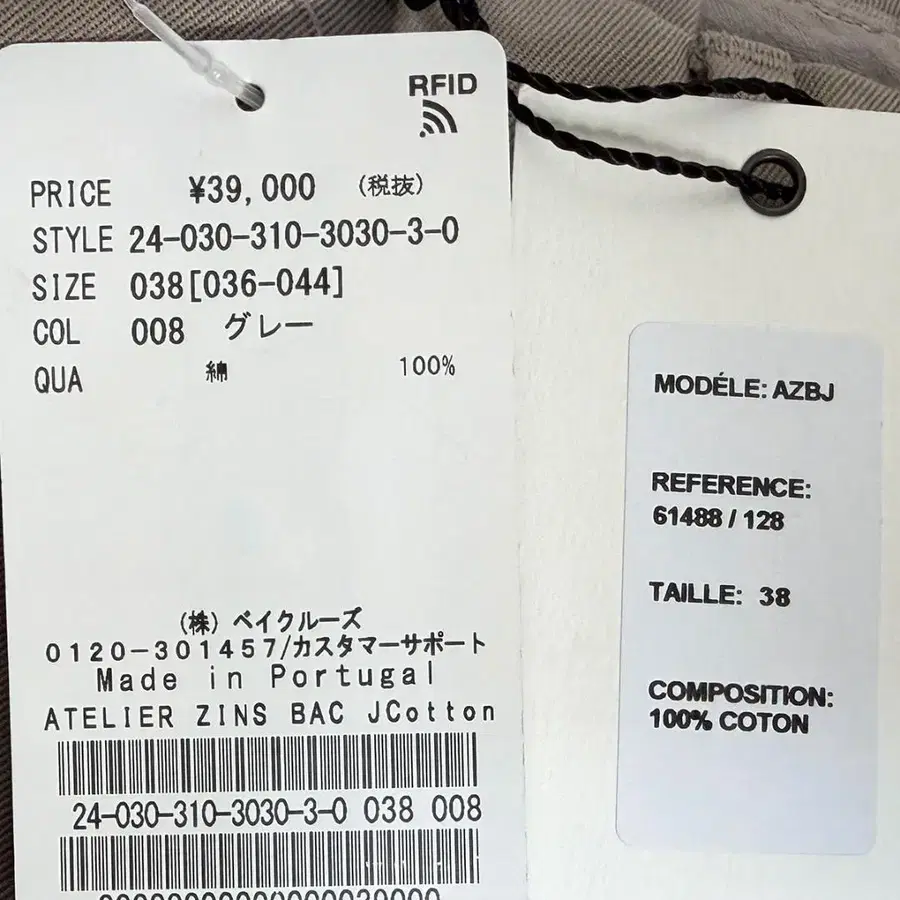 RFID
PRICE ¥39,000 (税抜)
STYLE 24-030-310-3030-3-0
SIZE 038[036-044]
COL 008 グレー
QUA 綿 100%
(株) ベイクルーズ
0120-301457/カスタマーサポート
Made in Portugal
ATELIER ZINS BAC JCotton
24-030-310-3030-3-0 038 008
MODÉLE: AZBJ
REFERENCE:
61488 / 128
TAILLE: 38
COMPOSITION:
100% COTON